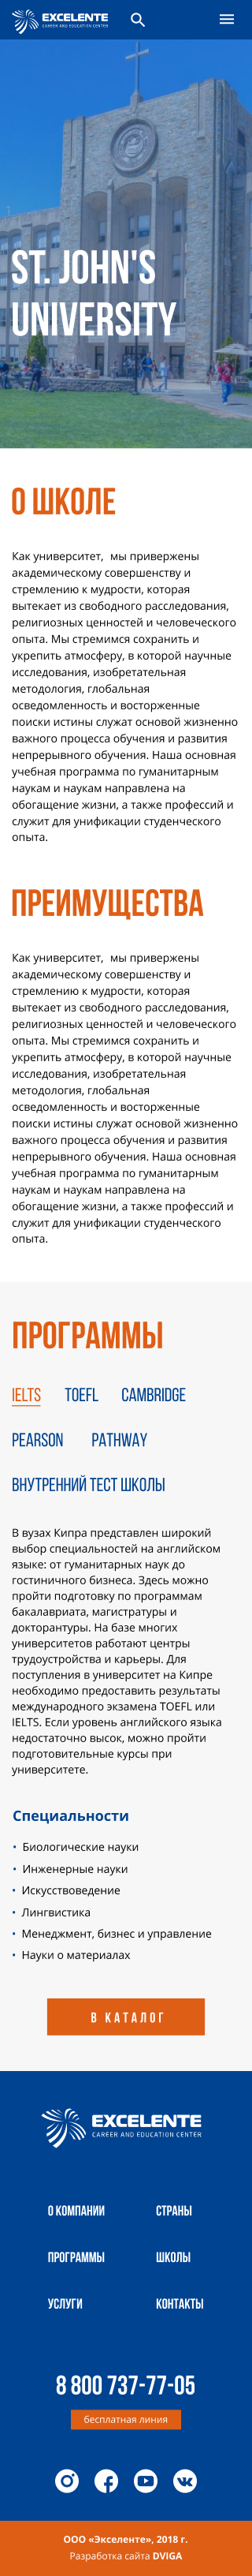 EXCELENTE
CAREER AND EDUCATION CENTER
ST. JOHN'S
UNIVERSITY
О ШКОЛЕ
Как университет, мы привержены
академическому совершенству и
стремлению к мудрости, которая
вытекает из свободного расследования,
религиозных ценностей и человеческого
опыта. Мы стремимся сохранить и
укрепить атмосферу, в которой научные
исследования, изобретательная
методология, глобальная
осведомленность и восторженные
поиски истины служат основой жизненно
важного процесса обучения и развития
непрерывного обучения. Наша основная
учебная программа по гуманитарным
наукам и наукам направлена на
обогащение жизни, а также профессий и
служит для унификации студенческого
опыта.
ПРЕИМУЩЕСТВА
Как университет, мы привержены
академическому совершенству и
стремлению к мудрости, которая
вытекает из свободного расследования,
религиозных ценностей и человеческого
опыта. Мы стремимся сохранить и
укрепить атмосферу, в которой научные
исследования, изобретательная
методология, глобальная
осведомленность и восторженные
поиски истины служат основой жизненно
важного процесса обучения и развития
непрерывного обучения. Наша основная
учебная программа по гуманитарным
наукам и наукам направлена на
обогащение жизни, а также профессий и
служит для унификации студенческого
опыта.
ПРОГРАММЫ
IELTS TOEFL CAMBRIDGE
PEARSON PATHWAY
ВНУТРЕННИЙ ТЕСТ ШКОЛЫ
В вузах Кипра представлен широкий
выбор специальностей на английском
языке: от гуманитарных наук до
гостиничного бизнеса. Здесь можно
пройти подготовку по программам
бакалавриата, магистратуры и
докторантуры. На базе многих
университетов работают центры
трудоустройства и карьеры. Для
поступления в университет на Кипре
необходимо предоставить результаты
международного экзамена TOEFL или
IELTS. Если уровень английского языка
недостаточно высок, можно пройти
подготовительные курсы при
университете.
Специальности
• Биологические науки
• Инженерные науки
• Искусствоведение
• Лингвистика
• Менеджмент, бизнес и управление
• Науки о материалах
В КАТАЛОГ
EXCELENTE
CAREER AND EDUCATION CENTER
О КОМПАНИИ СТРАНЫ
ПРОГРАММЫ ШКОЛЫ
УСЛУГИ КОНТАКТЫ
8 800 737-77-05
бесплатная линия
ООО «Экселенте», 2018 г.
Разработка сайта DVIGA